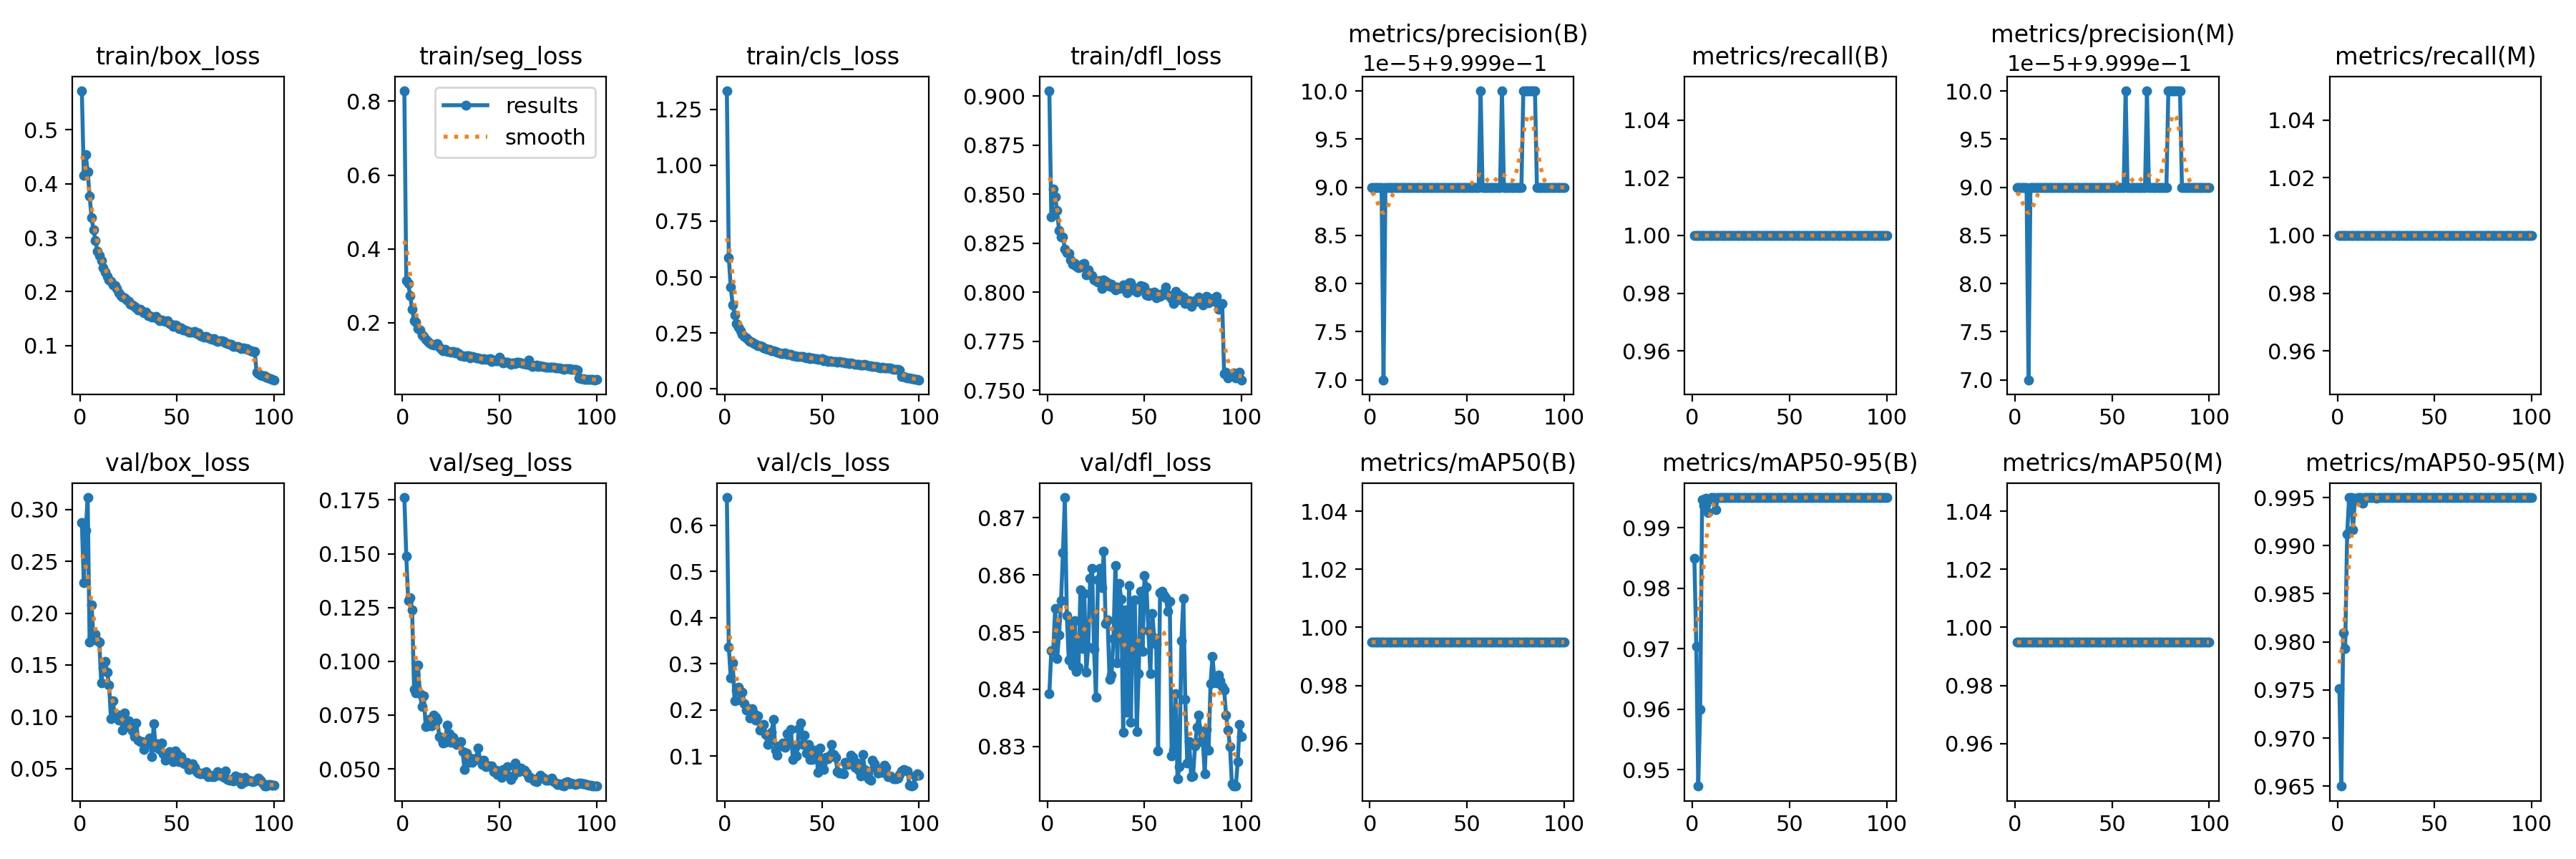 train/box_loss
0.5
0.4
0.3
0.2
0.1
0 50 100
train/seg_loss
results
smooth
0.8
0.6
0.4
0.2
0 50 100
train/cls_loss
1.25
1.00
0.75
0.50
0.25
0.00
0 50 100
train/dfl_loss
0.900
0.875
0.850
0.825
0.800
0.775
0.750
0 50 100
metrics/precision(B)
1e−5+9.999e−1
10.0
9.5
9.0
8.5
8.0
7.5
7.0
0 50 100
metrics/recall(B)
1.04
1.02
1.00
0.98
0.96
0 50 100
metrics/precision(M)
1e−5+9.999e−1
10.0
9.5
9.0
8.5
8.0
7.5
7.0
0 50 100
metrics/recall(M)
1.04
1.02
1.00
0.98
0.96
0 50 100
val/box_loss
0.30
0.25
0.20
0.15
0.10
0.05
0 50 100
val/seg_loss
0.175
0.150
0.125
0.100
0.075
0.050
0 50 100
val/cls_loss
0.6
0.5
0.4
0.3
0.2
0.1
0 50 100
val/dfl_loss
0.87
0.86
0.85
0.84
0.83
0 50 100
metrics/mAP50(B)
1.04
1.02
1.00
0.98
0.96
0 50 100
metrics/mAP50-95(B)
0.99
0.98
0.97
0.96
0.95
0 50 100
metrics/mAP50(M)
1.04
1.02
1.00
0.98
0.96
0 50 100
metrics/mAP50-95(M)
0.995
0.990
0.985
0.980
0.975
0.970
0.965
0 50 100